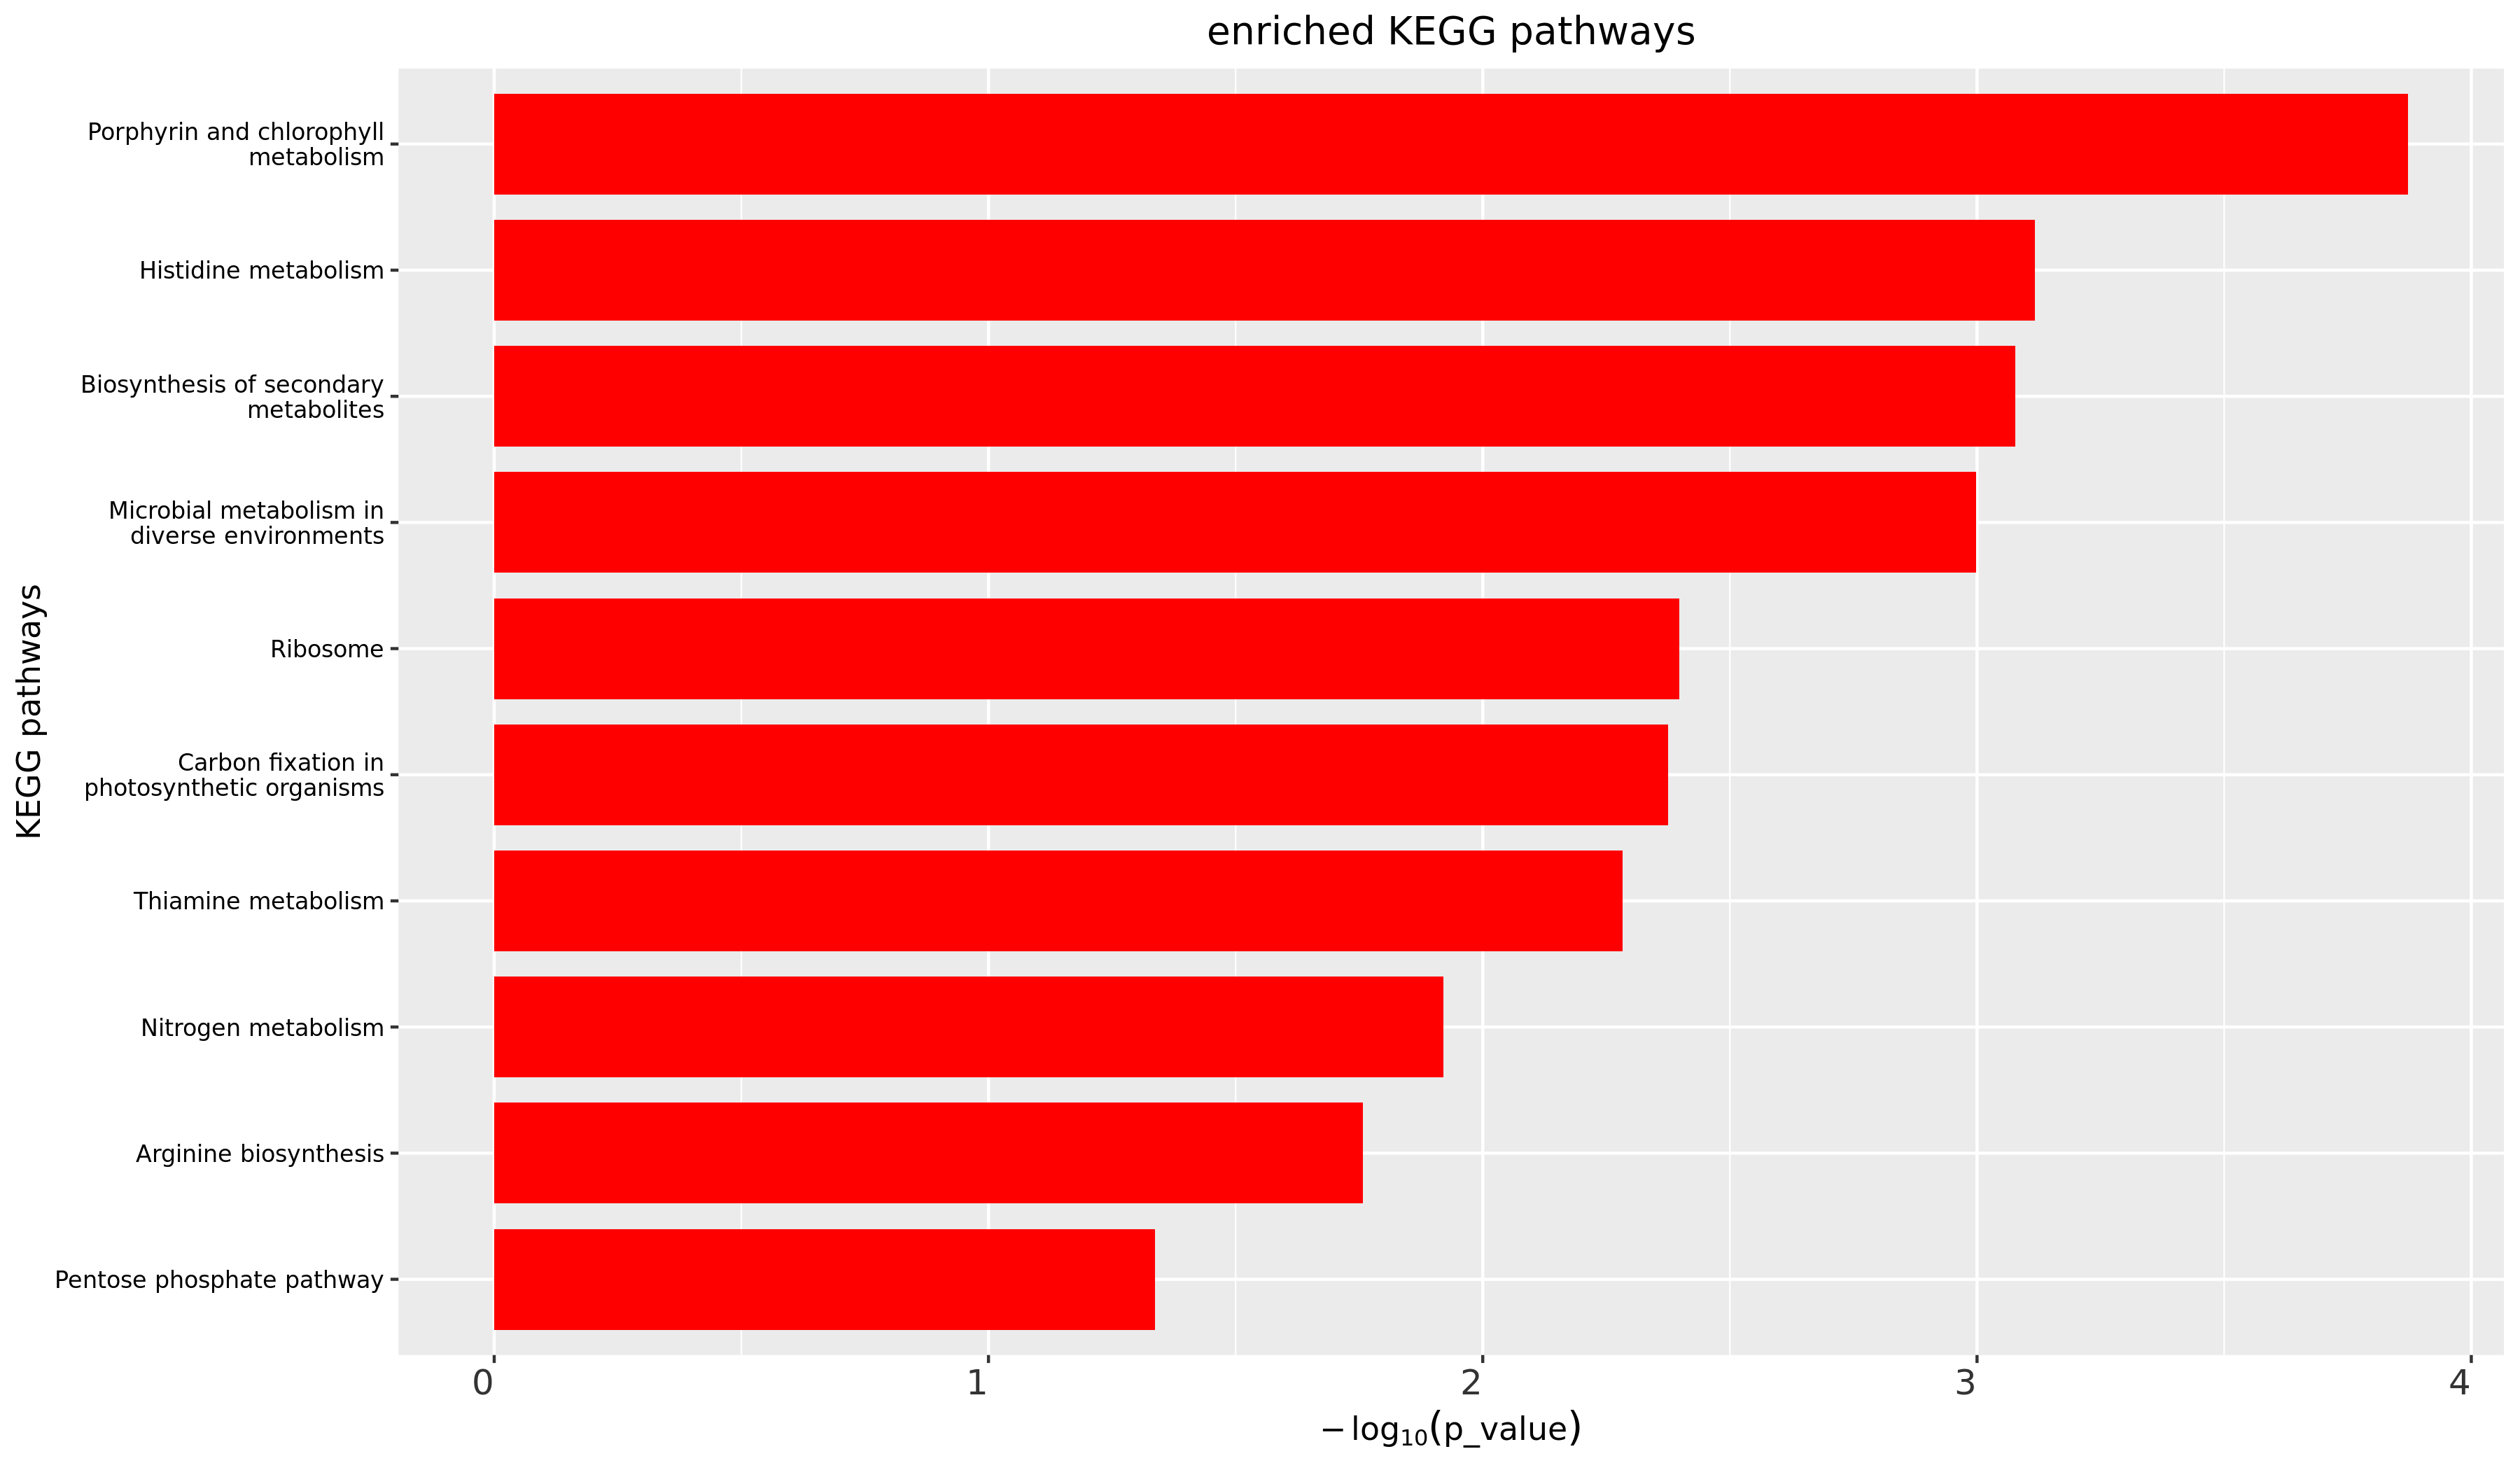 enriched KEGG pathways
Porphyrin and chlorophyll
metabolism
Histidine metabolism
Biosynthesis of secondary
metabolites
Microbial metabolism in
diverse environments
Ribosome
Carbon fixation in
photosynthetic organisms
Thiamine metabolism
Nitrogen metabolism
Arginine biosynthesis
Pentose phosphate pathway
KEGG pathways
0 1 2 3 4
−log₁₀(p_value)